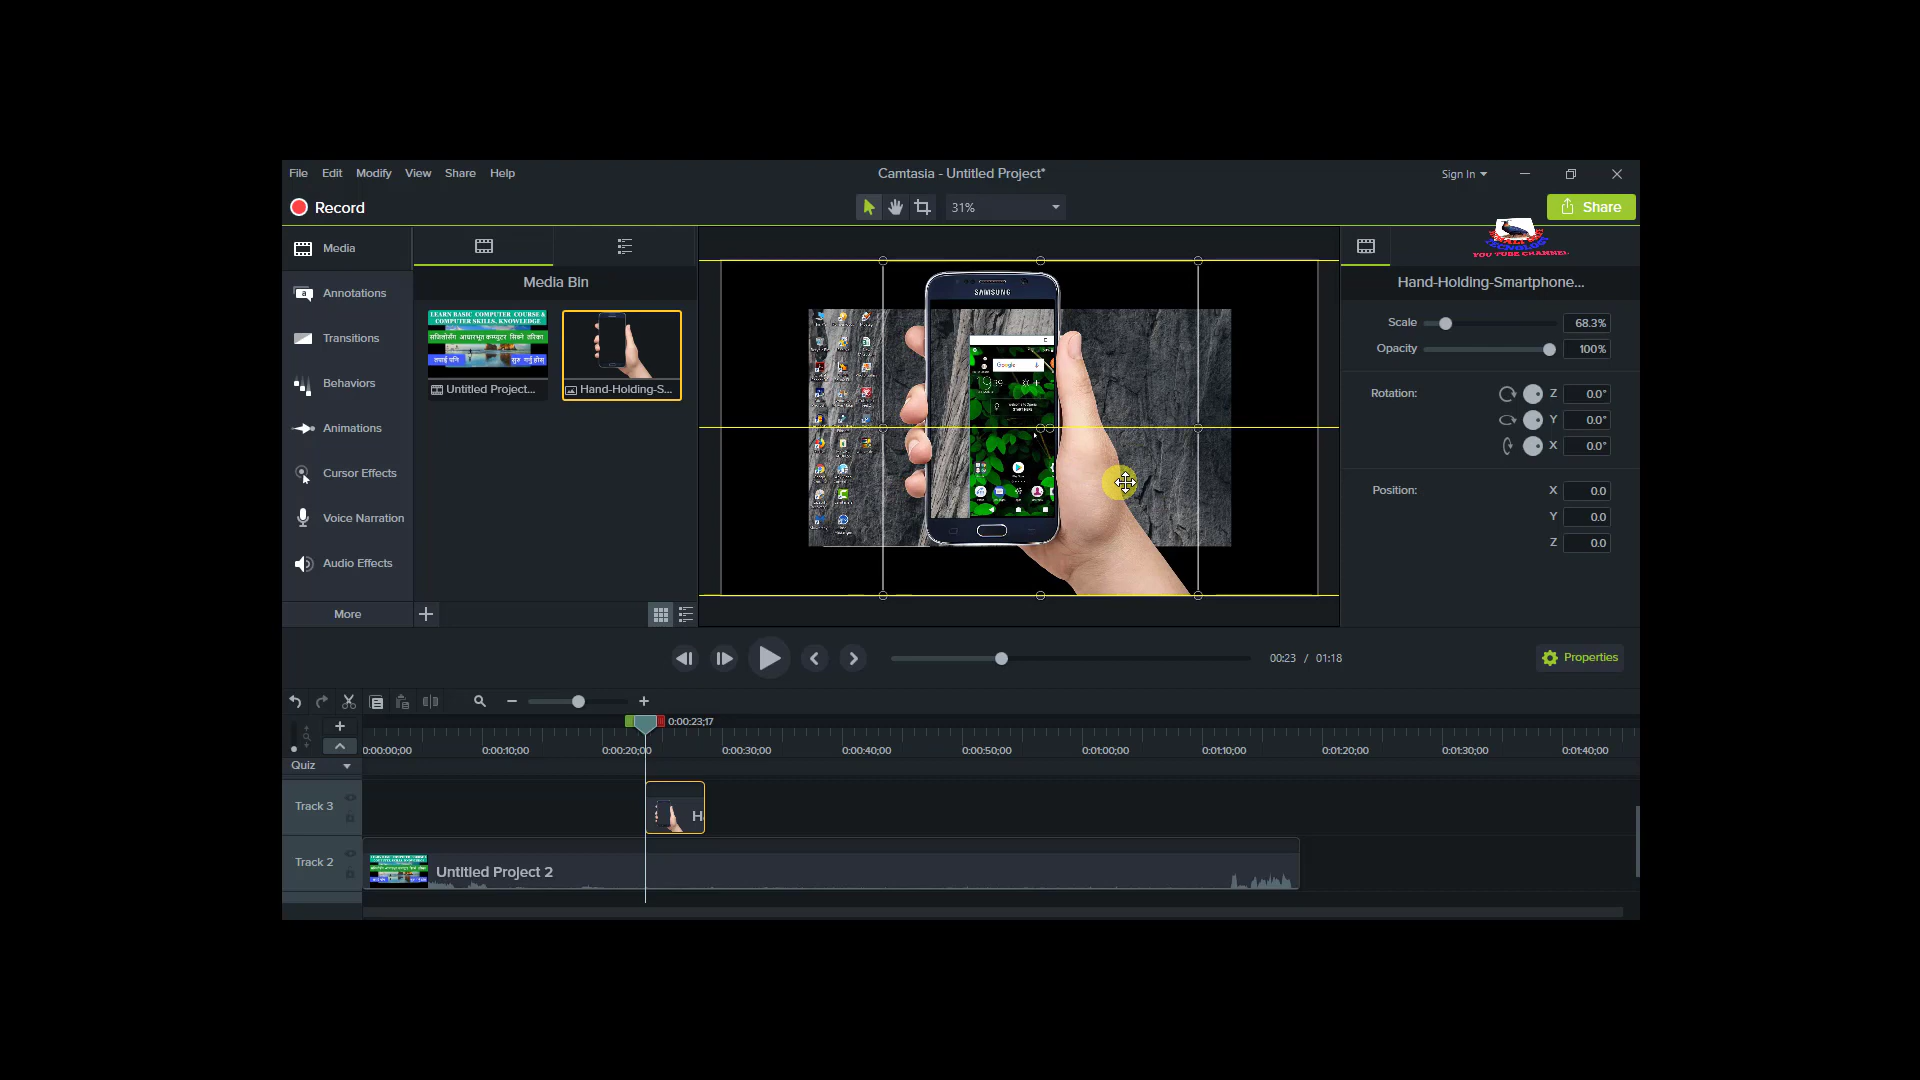 File Edit Modify View Share Help
Camtasia - Untitled Project*
Sign In
Record
31%
Share
YOU TUBE CHANNEL
Media
Annotations
Transitions
Behaviors
Animations
Cursor Effects
Voice Narration
Audio Effects
More
Media Bin
LEARN BASIC COMPUTER COURSE &
COMPUTER SKILLS, KNOWLEDGE
Untitled Project...
Hand-Holding-S...
SAMSUNG
Google
Hand-Holding-Smartphone...
Scale 68.3%
Opacity 100%
Rotation: Z 0.0°
Y 0.0°
X 0.0°
Position: X 0.0
Y 0.0
Z 0.0
00:23 / 01:18
Properties
0:00:23;17
0:00:00;00 0:00:10;00 0:00:20;00 0:00:30;00 0:00:40;00 0:00:50;00 0:01:00;00 0:01:10;00 0:01:20;00 0:01:30;00 0:01:40;00
Quiz
Track 3
H
Track 2
Untitled Project 2